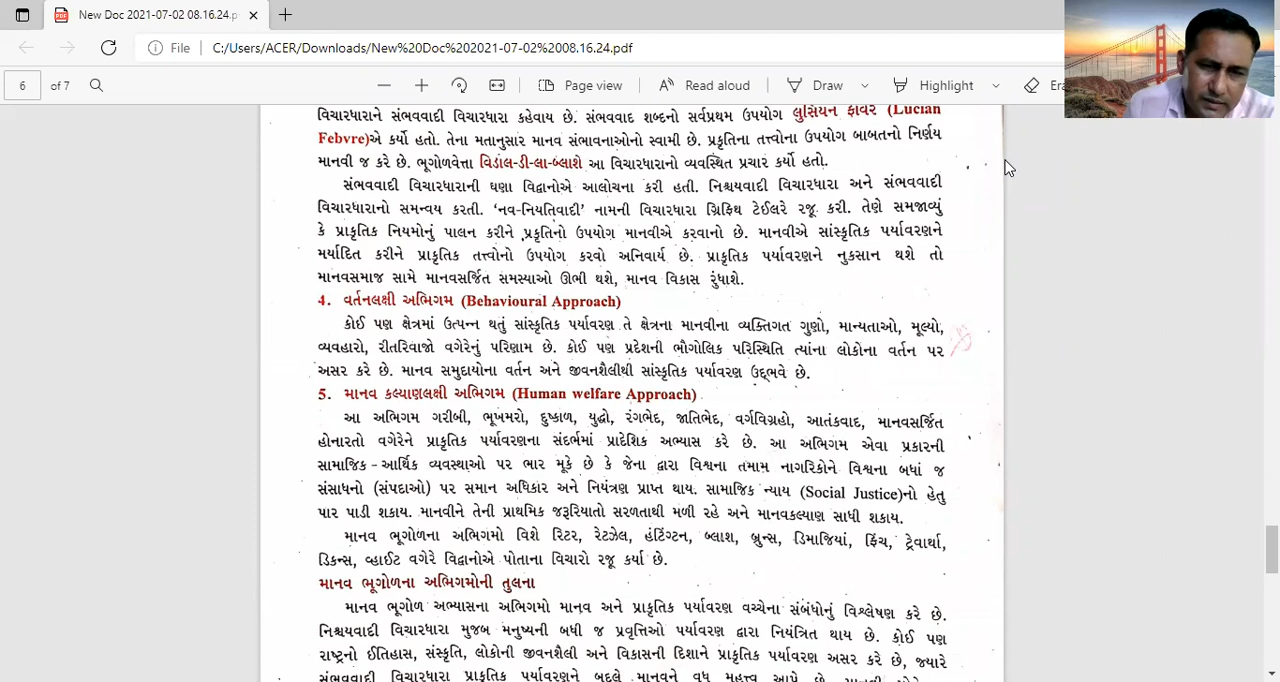 New Doc 2021-07-02 08.16.24.p
File C:/Users/ACER/Downloads/New%20Doc%202021-07-02%2008.16.24.pdf
6 of 7 Page view Read aloud Draw Highlight Era
વિચારધારાને સંભવવાદી વિચારધારા કહેવાય છે. સંભવવાદ શબ્દનો સર્વપ્રથમ ઉપયોગ લુસિયન ફાવર (Lucian
Febvre)એ કર્યો હતો. તેના મતાનુસાર માનવ સંભાવનાઓનો સ્વામી છે. પ્રકૃતિના તત્ત્વોના ઉપયોગ બાબતનો નિર્ણય
માનવી જ કરે છે. ભૂગોળવેત્તા વિડાલ-ડી-લા-બ્લાશે આ વિચારધારાનો વ્યવસ્થિત પ્રચાર કર્યો હતો.
સંભવવાદી વિચારધારાની ઘણા વિદ્વાનોએ આલોચના કરી હતી. નિશ્ચયવાદી વિચારધારા અને સંભવવાદી
વિચારધારાનો સમન્વય કરતી. ‘નવ-નિયતિવાદી’ નામની વિચારધારા ગ્રિફિથ ટેઈલરે રજૂ કરી. તેણે સમજાવ્યું
કે પ્રાકૃતિક નિયમોનું પાલન કરીને પ્રકૃતિનો ઉપયોગ માનવીએ કરવાનો છે. માનવીએ સાંસ્કૃતિક પર્યાવરણને
મર્યાદિત કરીને પ્રાકૃતિક તત્ત્વોનો ઉપયોગ કરવો અનિવાર્ય છે. પ્રાકૃતિક પર્યાવરણને નુકસાન થશે તો
માનવસમાજ સામે માનવસર્જિત સમસ્યાઓ ઊભી થશે, માનવ વિકાસ રુંધાશે.
4. વર્તનલક્ષી અભિગમ (Behavioural Approach)
કોઈ પણ ક્ષેત્રમાં ઉત્પન્ન થતું સાંસ્કૃતિક પર્યાવરણ તે ક્ષેત્રના માનવીના વ્યક્તિગત ગુણો, માન્યતાઓ, મૂલ્યો,
વ્યવહારો, રીતરિવાજો વગેરેનું પરિણામ છે. કોઈ પણ પ્રદેશની ભૌગોલિક પરિસ્થિતિ ત્યાંના લોકોના વર્તન પર
અસર કરે છે. માનવ સમુદાયોના વર્તન અને જીવનશૈલીથી સાંસ્કૃતિક પર્યાવરણ ઉદ્‌ભવે છે.
5. માનવ કલ્યાણલક્ષી અભિગમ (Human welfare Approach)
આ અભિગમ ગરીબી, ભૂખમરો, દુષ્કાળ, યુદ્ધો, રંગભેદ, જાતિભેદ, વર્ગવિગ્રહો, આતંકવાદ, માનવસર્જિત
હોનારતો વગેરેને પ્રાકૃતિક પર્યાવરણના સંદર્ભમાં પ્રાદેશિક અભ્યાસ કરે છે. આ અભિગમ એવા પ્રકારની
સામાજિક-આર્થિક વ્યવસ્થાઓ પર ભાર મૂકે છે કે જેના દ્વારા વિશ્વના તમામ નાગરિકોને વિશ્વના બધાં જ
સંસાધનો (સંપદાઓ) પર સમાન અધિકાર અને નિયંત્રણ પ્રાપ્ત થાય. સામાજિક ન્યાય (Social Justice)નો હેતુ
પાર પાડી શકાય. માનવીને તેની પ્રાથમિક જરૂરિયાતો સરળતાથી મળી રહે અને માનવકલ્યાણ સાધી શકાય.
માનવ ભૂગોળના અભિગમો વિશે રિટર, રેટઝેલ, હંટિંગ્ટન, બ્લાશ, બ્રુન્સ, ડિમાજિયાં, ફિંચ, ટ્રેવાર્થા,
ડિકન્સ, વ્હાઈટ વગેરે વિદ્વાનોએ પોતાના વિચારો રજૂ કર્યા છે.
માનવ ભૂગોળના અભિગમોની તુલના
માનવ ભૂગોળ અભ્યાસના અભિગમો માનવ અને પ્રાકૃતિક પર્યાવરણ વચ્ચેના સંબંધોનું વિશ્લેષણ કરે છે.
નિશ્ચયવાદી વિચારધારા મુજબ મનુષ્યની બધી જ પ્રવૃત્તિઓ પર્યાવરણ દ્વારા નિયંત્રિત થાય છે. કોઈ પણ
રાષ્ટ્રનો ઈતિહાસ, સંસ્કૃતિ, લોકોની જીવનશૈલી અને વિકાસની દિશાને પ્રાકૃતિક પર્યાવરણ અસર કરે છે, જ્યારે
સંભવવાદી વિચારધારા પ્રાકૃતિક પર્યાવરણને બદલે માનવને વધુ મહત્ત્વ આપે છે.